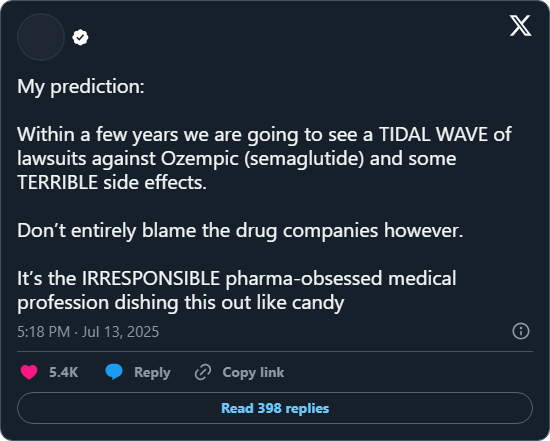 My prediction:
Within a few years we are going to see a TIDAL WAVE of
lawsuits against Ozempic (semaglutide) and some
TERRIBLE side effects.
Don’t entirely blame the drug companies however.
It’s the IRRESPONSIBLE pharma-obsessed medical
profession dishing this out like candy
5:18 PM · Jul 13, 2025
5.4K Reply Copy link
Read 398 replies